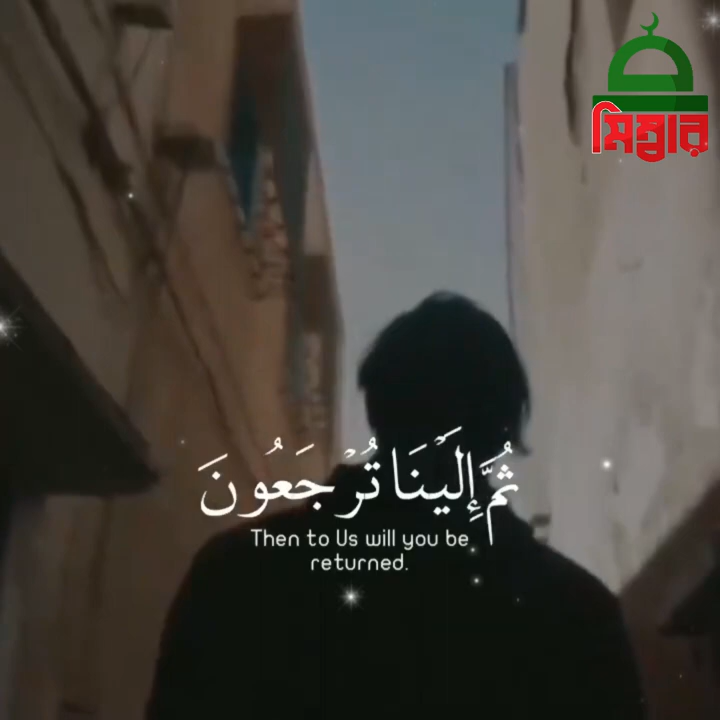 মিম্বার
ثُمَّ إِلَيْنَا تُرْجَعُونَ
Then to Us will you be
returned.